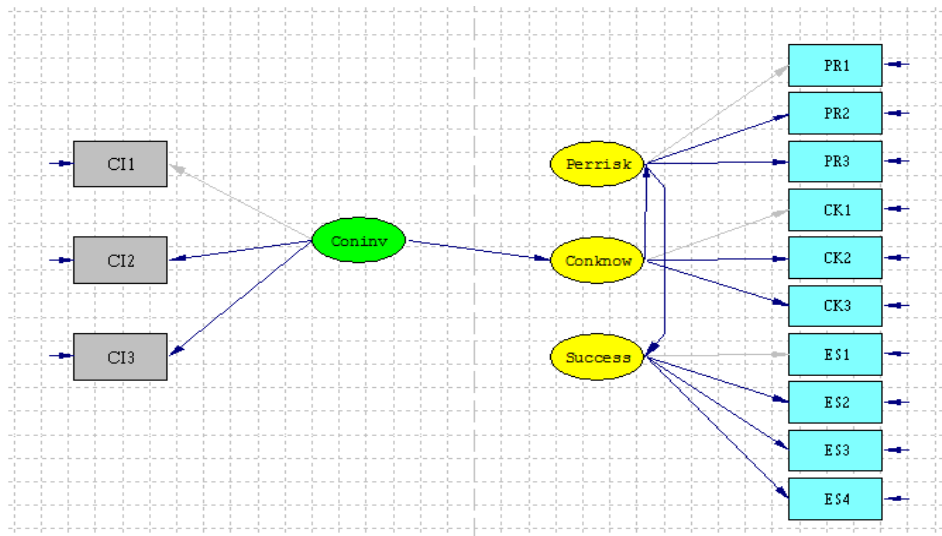 CI1
CI2
CI3
Coninv
Perrisk
Conknow
Success
PR1
PR2
PR3
CK1
CK2
CK3
ES1
ES2
ES3
ES4